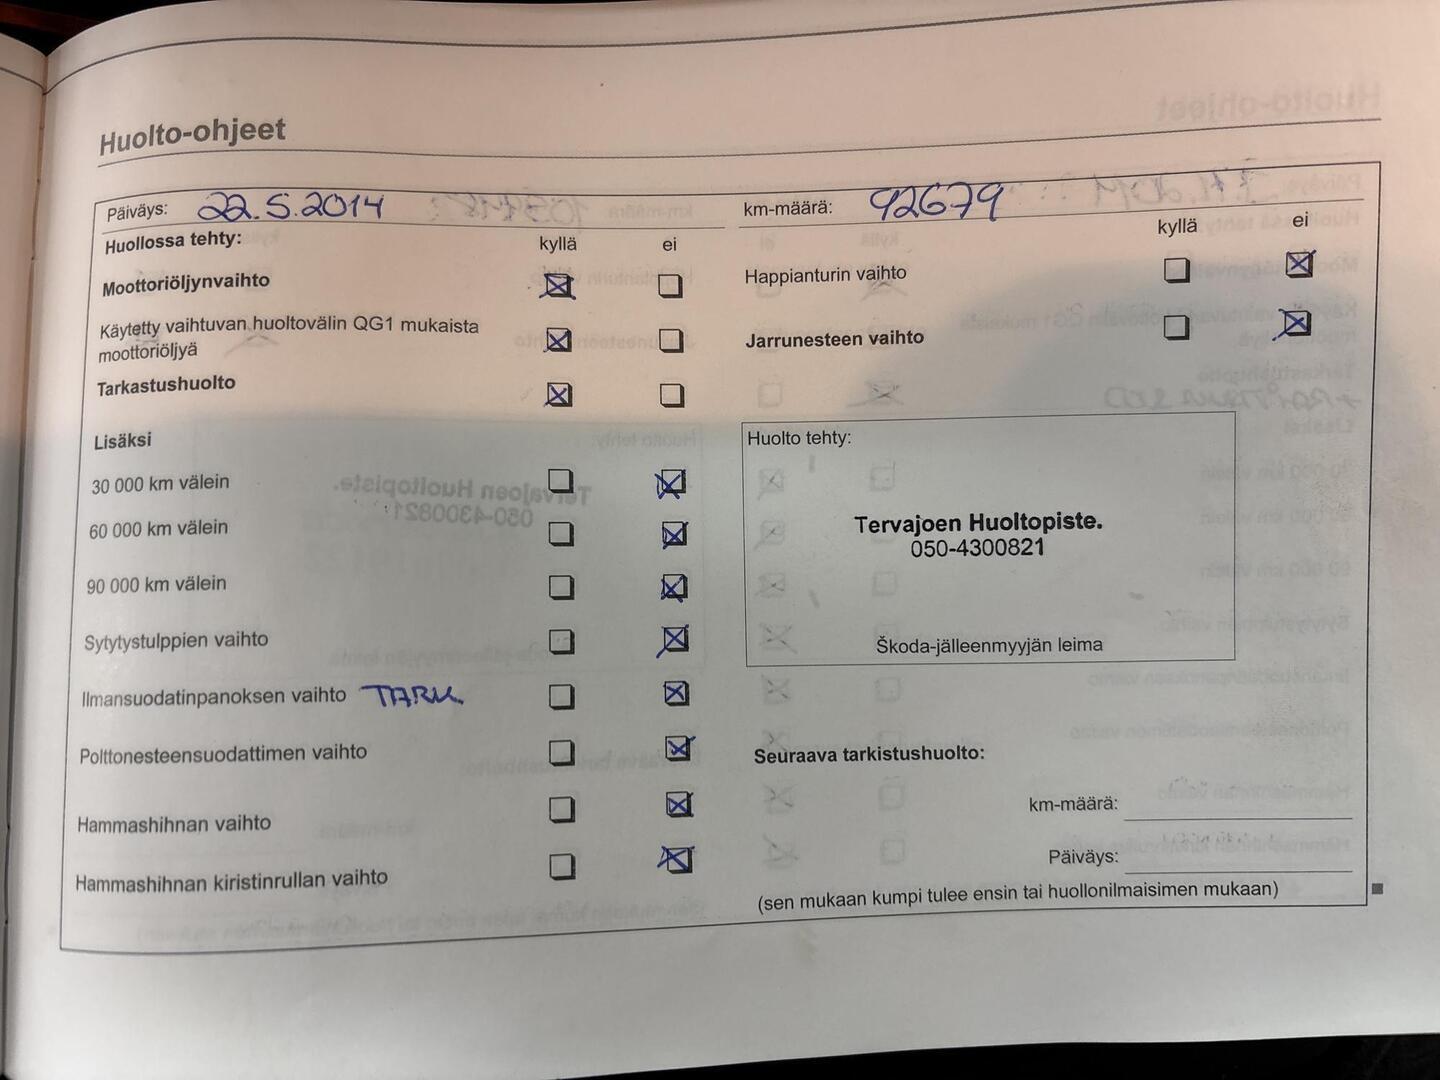 Huolto-ohjeet
Päiväys: 22.5.2014
km-määrä: 92679
Huollossa tehty: kyllä ei
Moottoriöljynvaihto
Käytetty vaihtuvan huoltovälin QG1 mukaista
moottoriöljyä
Tarkastushuolto
Lisäksi
30 000 km välein
60 000 km välein
90 000 km välein
Sytytystulppien vaihto
Ilmansuodatinpanoksen vaihto TARK.
Polttonesteensuodattimen vaihto
Hammashihnan vaihto
Hammashihnan kiristinrullan vaihto
kyllä ei
Happianturin vaihto
Jarrunesteen vaihto
Huolto tehty:
Tervajoen Huoltopiste.
050-4300821
Škoda-jälleenmyyjän leima
Seuraava tarkistushuolto:
km-määrä:
Päiväys:
(sen mukaan kumpi tulee ensin tai huollonilmaisimen mukaan)